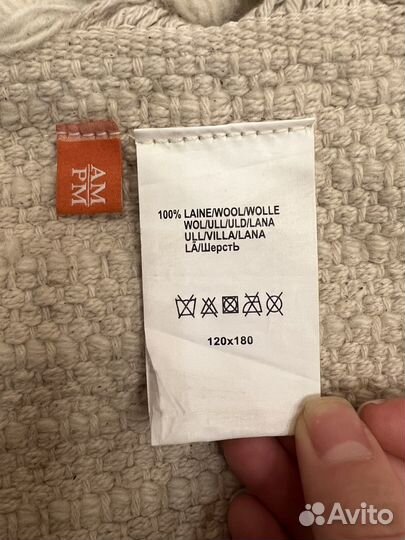 AM
PM
100% LAINE/WOOL/WOLLE
WOL/ULL/ULD/LANA
ULL/VILLA/LANA
LÃ/ШерстЬ
120x180
Avito